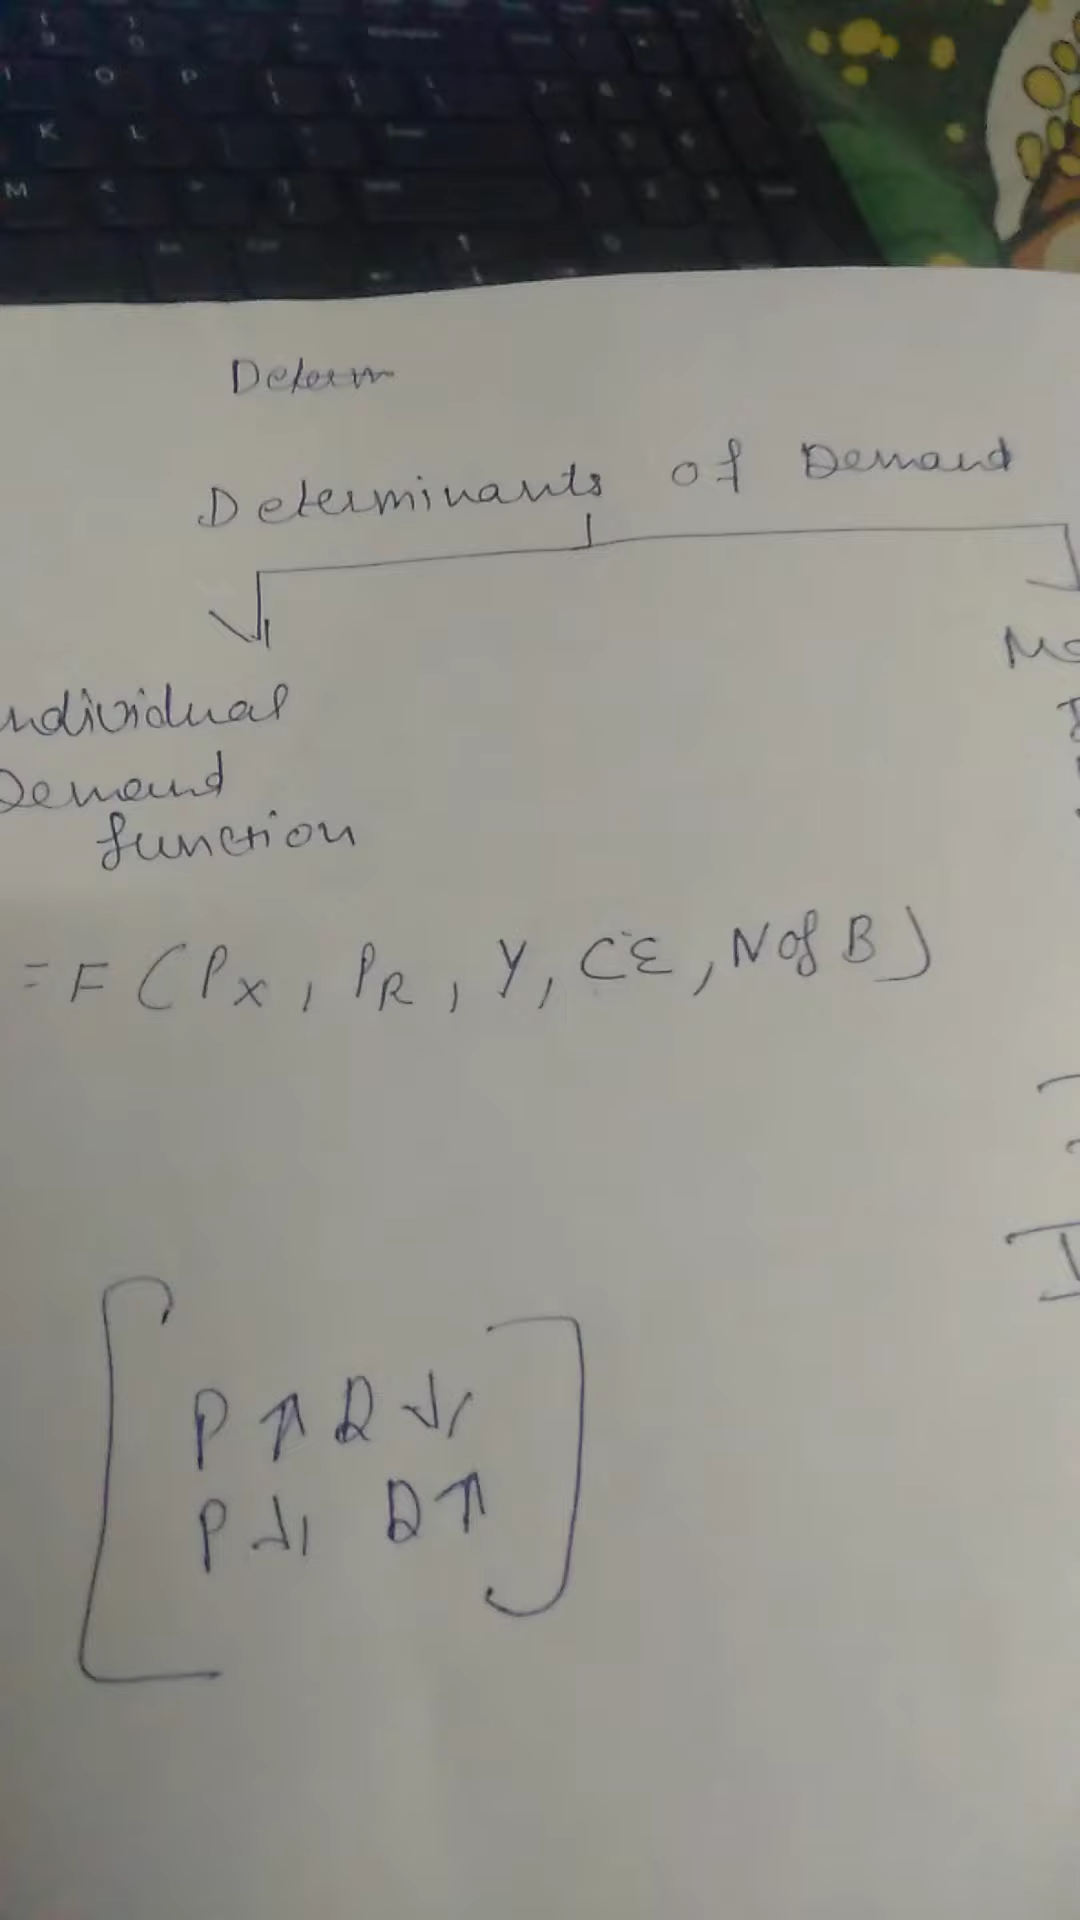 Determ
Determinants of Demand
ndividual
Demand
function
= F (Px, PR, Y, CE, N of B)
P ↑ Q ↓
P ↓ Q ↑